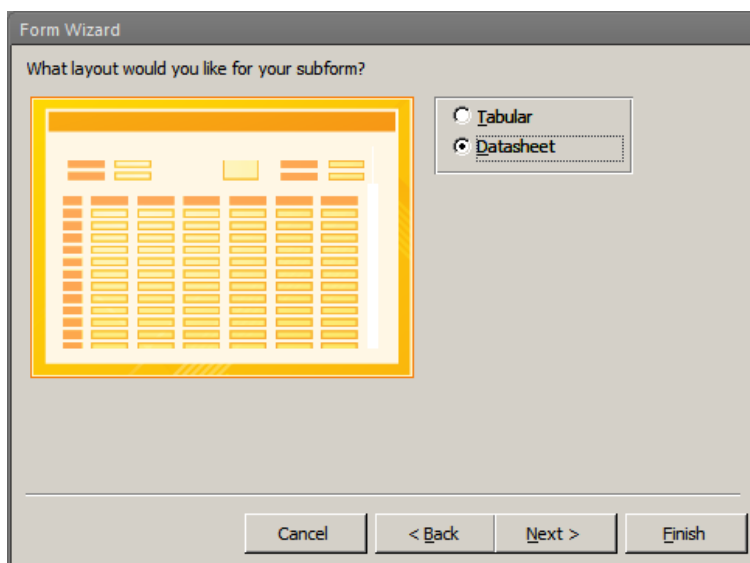 Form Wizard
What layout would you like for your subform?
Tabular
Datasheet
Cancel
< Back
Next >
Finish